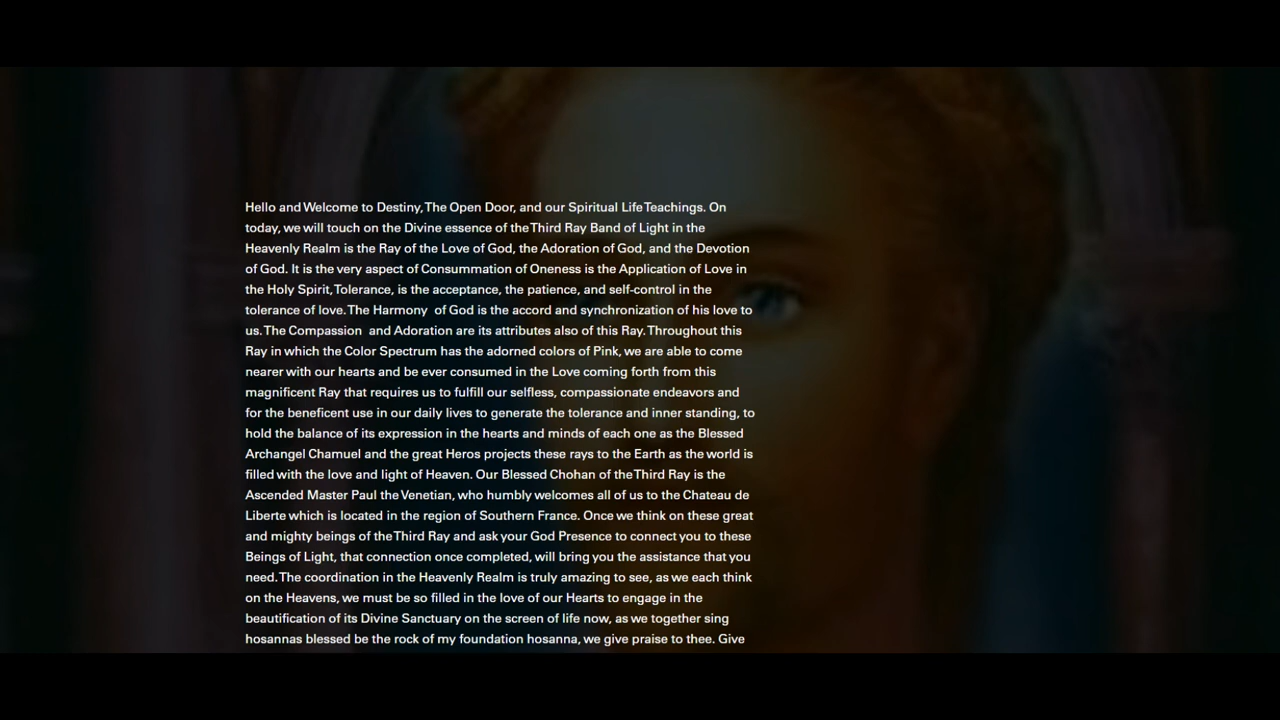 Hello and Welcome to Destiny, The Open Door, and our Spiritual Life Teachings. On
today, we will touch on the Divine essence of the Third Ray Band of Light in the
Heavenly Realm is the Ray of the Love of God, the Adoration of God, and the Devotion
of God. It is the very aspect of Consummation of Oneness is the Application of Love in
the Holy Spirit, Tolerance, is the acceptance, the patience, and self-control in the
tolerance of love. The Harmony  of God is the accord and synchronization of his love to
us. The Compassion  and Adoration are its attributes also of this Ray. Throughout this
Ray in which the Color Spectrum has the adorned colors of Pink, we are able to come
nearer with our hearts and be ever consumed in the Love coming forth from this
magnificent Ray that requires us to fulfill our selfless, compassionate endeavors and
for the beneficent use in our daily lives to generate the tolerance and inner standing, to
hold the balance of its expression in the hearts and minds of each one as the Blessed
Archangel Chamuel and the great Heros projects these rays to the Earth as the world is
filled with the love and light of Heaven. Our Blessed Chohan of the Third Ray is the
Ascended Master Paul the Venetian, who humbly welcomes all of us to the Chateau de
Liberte which is located in the region of Southern France. Once we think on these great
and mighty beings of the Third Ray and ask your God Presence to connect you to these
Beings of Light, that connection once completed, will bring you the assistance that you
need. The coordination in the Heavenly Realm is truly amazing to see, as we each think
on the Heavens, we must be so filled in the love of our Hearts to engage in the
beautification of its Divine Sanctuary on the screen of life now, as we together sing
hosannas blessed be the rock of my foundation hosanna, we give praise to thee. Give